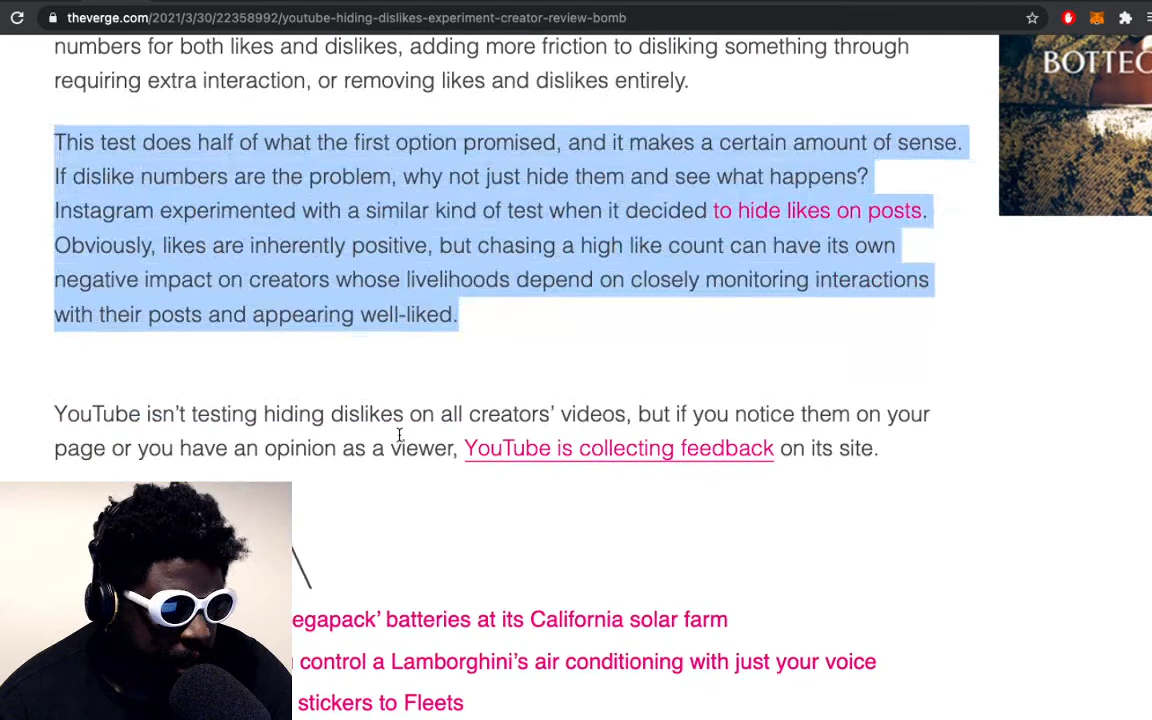 theverge.com/2021/3/30/22358992/youtube-hiding-dislikes-experiment-creator-review-bomb
numbers for both likes and dislikes, adding more friction to disliking something through
requiring extra interaction, or removing likes and dislikes entirely.
BOTTEG
This test does half of what the first option promised, and it makes a certain amount of sense.
If dislike numbers are the problem, why not just hide them and see what happens?
Instagram experimented with a similar kind of test when it decided to hide likes on posts.
Obviously, likes are inherently positive, but chasing a high like count can have its own
negative impact on creators whose livelihoods depend on closely monitoring interactions
with their posts and appearing well-liked.
YouTube isn’t testing hiding dislikes on all creators’ videos, but if you notice them on your
page or you have an opinion as a viewer, YouTube is collecting feedback on its site.
egapack’ batteries at its California solar farm
control a Lamborghini’s air conditioning with just your voice
stickers to Fleets